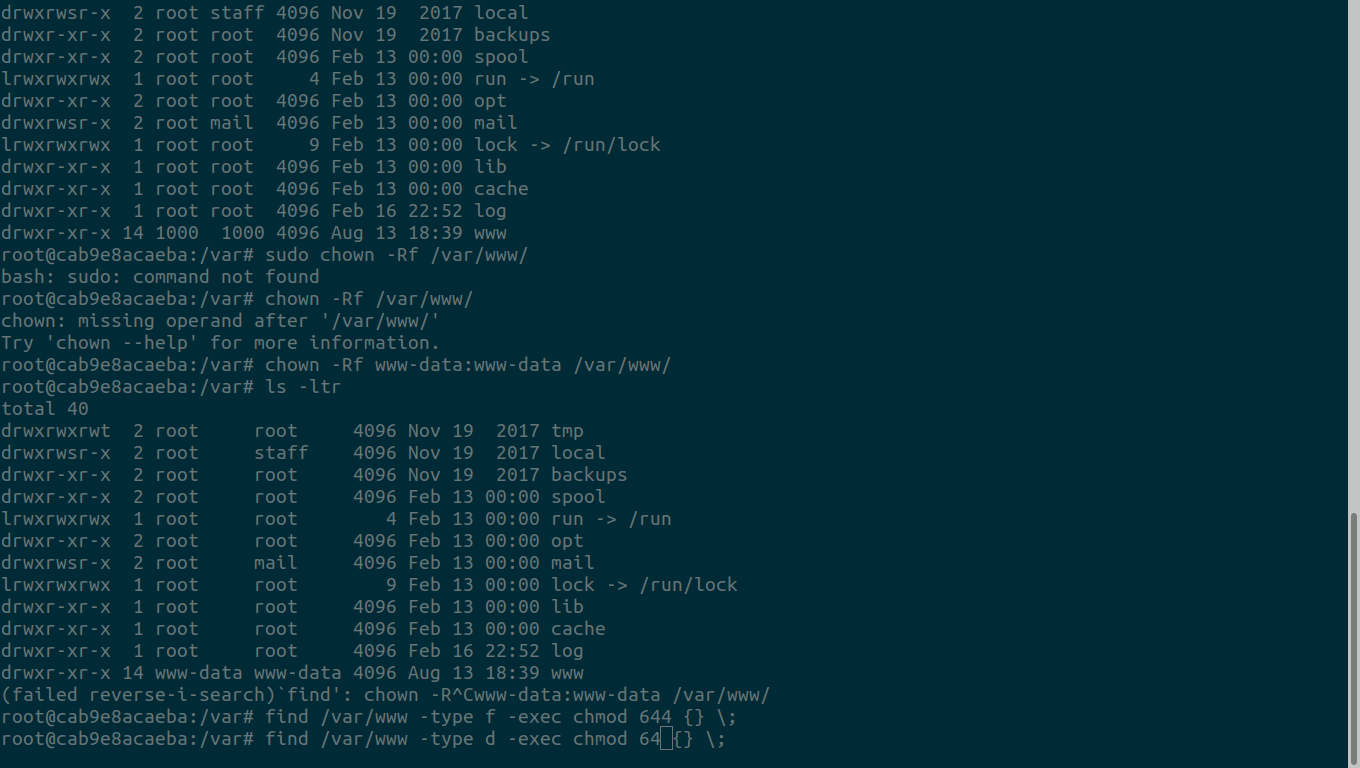 drwxrwsr-x  2 root staff 4096 Nov 19  2017 local
drwxr-xr-x  2 root root  4096 Nov 19  2017 backups
drwxr-xr-x  2 root root  4096 Feb 13 00:00 spool
lrwxrwxrwx  1 root root     4 Feb 13 00:00 run -> /run
drwxr-xr-x  2 root root  4096 Feb 13 00:00 opt
drwxrwsr-x  2 root mail  4096 Feb 13 00:00 mail
lrwxrwxrwx  1 root root     9 Feb 13 00:00 lock -> /run/lock
drwxr-xr-x  1 root root  4096 Feb 13 00:00 lib
drwxr-xr-x  1 root root  4096 Feb 13 00:00 cache
drwxr-xr-x  1 root root  4096 Feb 16 22:52 log
drwxr-xr-x 14 1000  1000 4096 Aug 13 18:39 www
root@cab9e8acaeba:/var# sudo chown -Rf /var/www/
bash: sudo: command not found
root@cab9e8acaeba:/var# chown -Rf /var/www/
chown: missing operand after '/var/www/'
Try 'chown --help' for more information.
root@cab9e8acaeba:/var# chown -Rf www-data:www-data /var/www/
root@cab9e8acaeba:/var# ls -ltr
total 40
drwxrwxrwt  2 root     root     4096 Nov 19  2017 tmp
drwxrwsr-x  2 root     staff    4096 Nov 19  2017 local
drwxr-xr-x  2 root     root     4096 Nov 19  2017 backups
drwxr-xr-x  2 root     root     4096 Feb 13 00:00 spool
lrwxrwxrwx  1 root     root        4 Feb 13 00:00 run -> /run
drwxr-xr-x  2 root     root     4096 Feb 13 00:00 opt
drwxrwsr-x  2 root     mail     4096 Feb 13 00:00 mail
lrwxrwxrwx  1 root     root        9 Feb 13 00:00 lock -> /run/lock
drwxr-xr-x  1 root     root     4096 Feb 13 00:00 lib
drwxr-xr-x  1 root     root     4096 Feb 13 00:00 cache
drwxr-xr-x  1 root     root     4096 Feb 16 22:52 log
drwxr-xr-x 14 www-data www-data 4096 Aug 13 18:39 www
(failed reverse-i-search)`find': chown -R^Cwww-data:www-data /var/www/
root@cab9e8acaeba:/var# find /var/www -type f -exec chmod 644 {} \;
root@cab9e8acaeba:/var# find /var/www -type d -exec chmod 64 {} \;